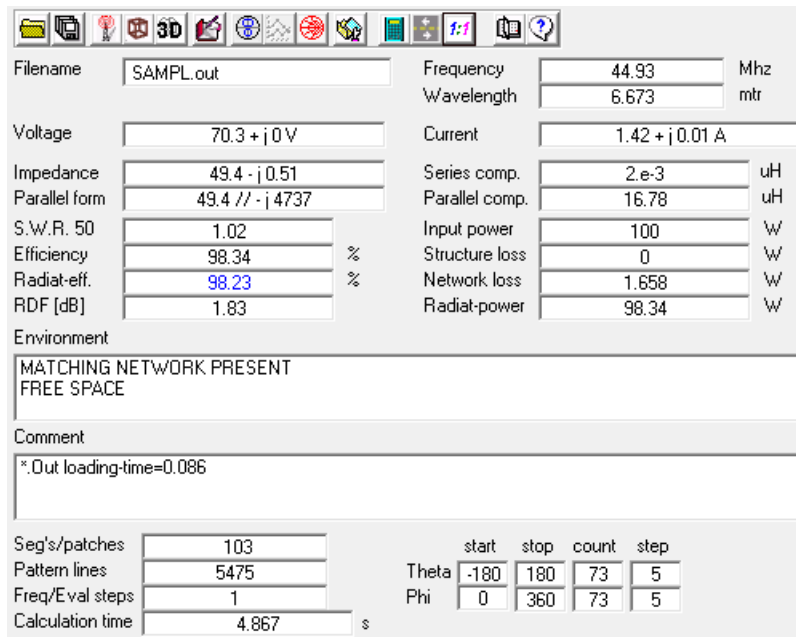 3D 1:1
Filename SAMPL.out Frequency 44.93 Mhz
Wavelength 6.673 mtr
Voltage 70.3 + j 0 V Current 1.42 + j 0.01 A
Impedance 49.4 - j 0.51 Series comp. 2.e-3 uH
Parallel form 49.4 // - j 4737 Parallel comp. 16.78 uH
S.W.R. 50 1.02 Input power 100 W
Efficiency 98.34 % Structure loss 0 W
Radiat-eff. 98.23 % Network loss 1.658 W
RDF [dB] 1.83 Radiat-power 98.34 W
Environment
MATCHING NETWORK PRESENT
FREE SPACE
Comment
*.Out loading-time=0.086
Seg's/patches 103 start stop count step
Pattern lines 5475 Theta -180 180 73 5
Freq/Eval steps 1 Phi 0 360 73 5
Calculation time 4.867 s